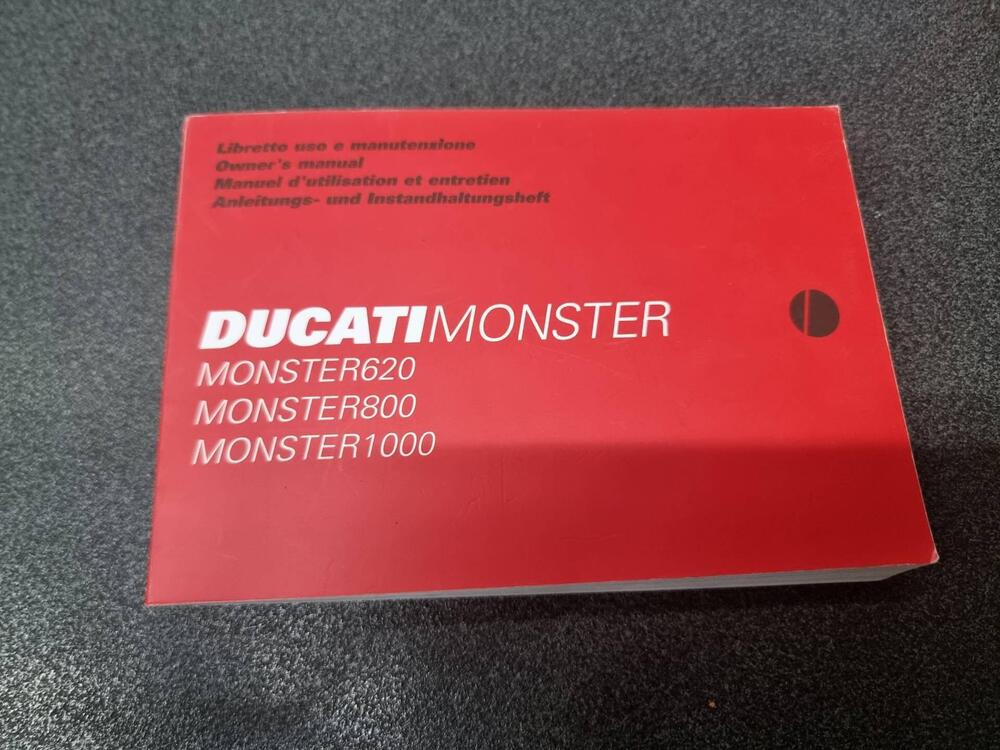 Libretto uso e manutenzione
Owner's manual
Manuel d'utilisation et entretien
Anleitungs- und Instandhaltungsheft
DUCATIMONSTER
MONSTER620
MONSTER800
MONSTER1000